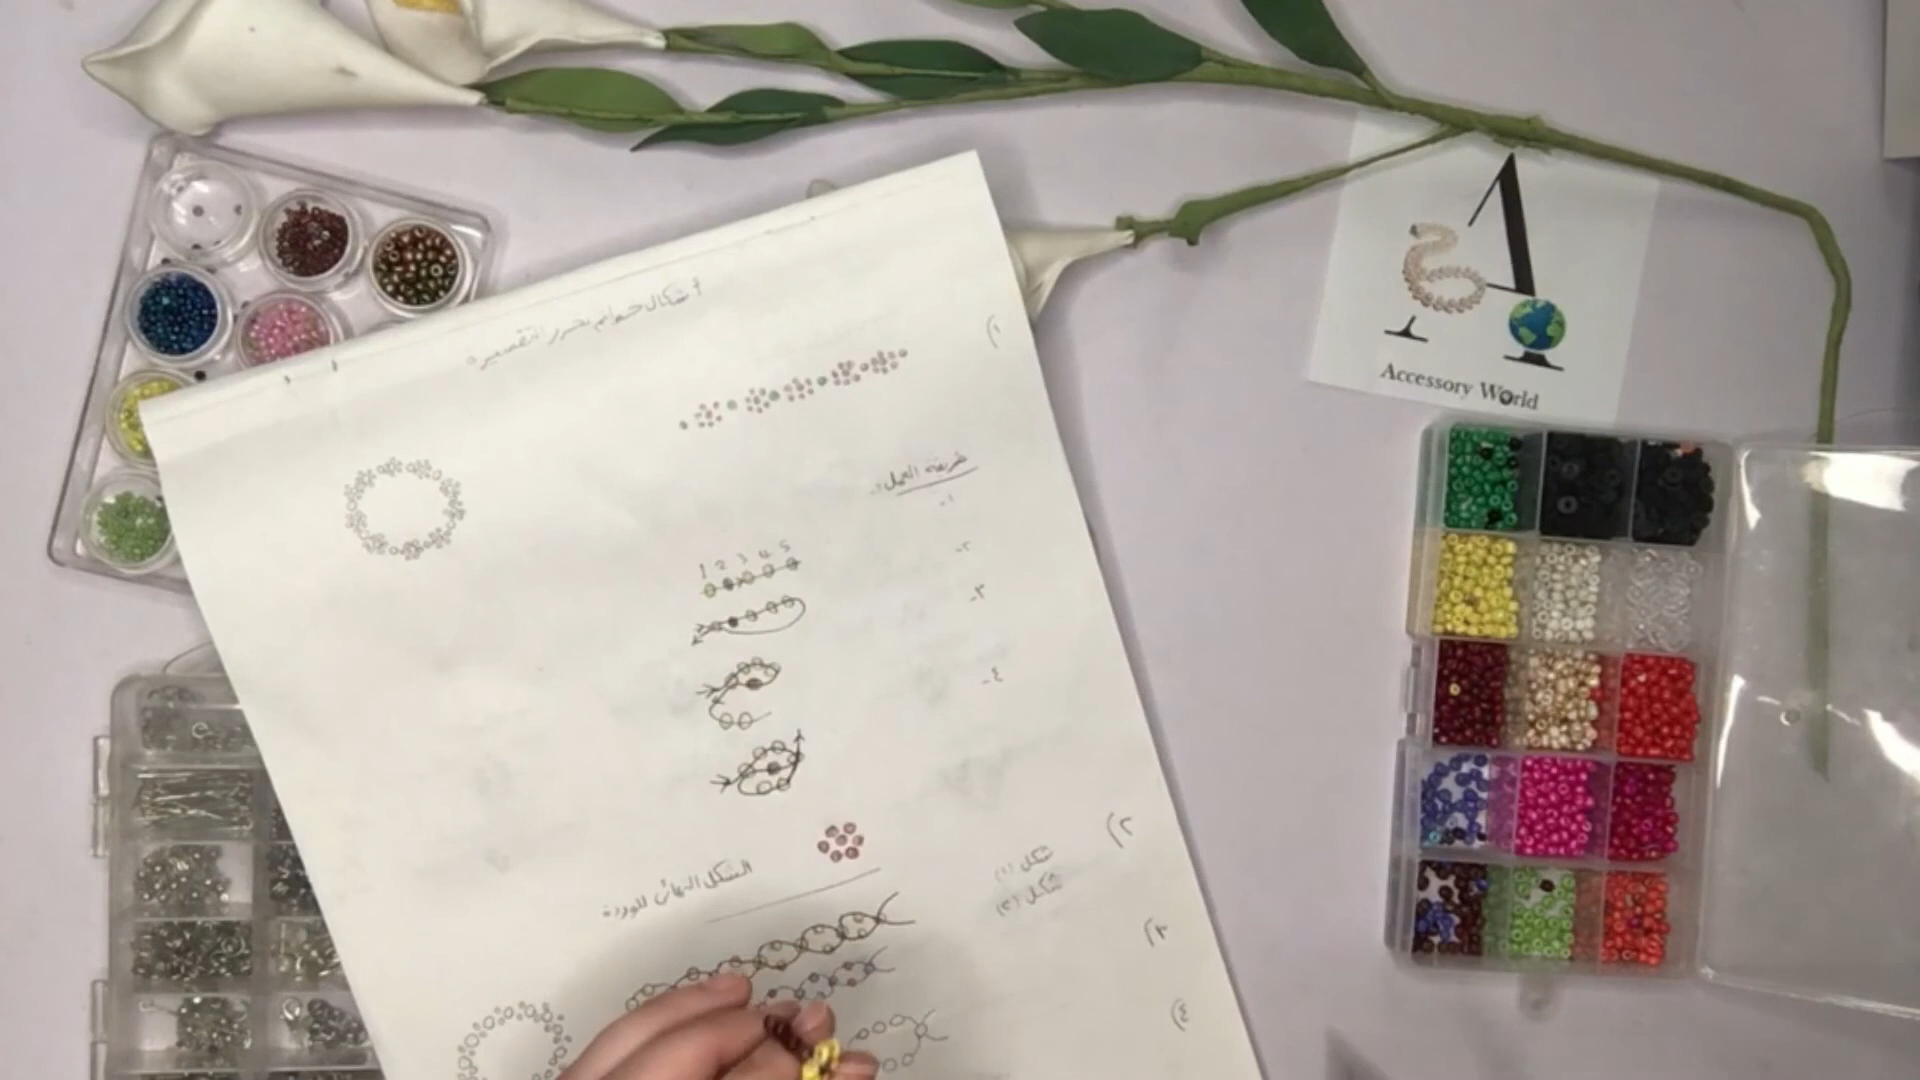 أشكال خواتم بخرز القصير
(١
طريقة العمل:-
-١
1 2 3 4 5
-٢
-٣
-٤
الشكل النهائي للوردة
(٢
شكل (١)
شكل (٢)
(٣
(٤
A
Accessory World